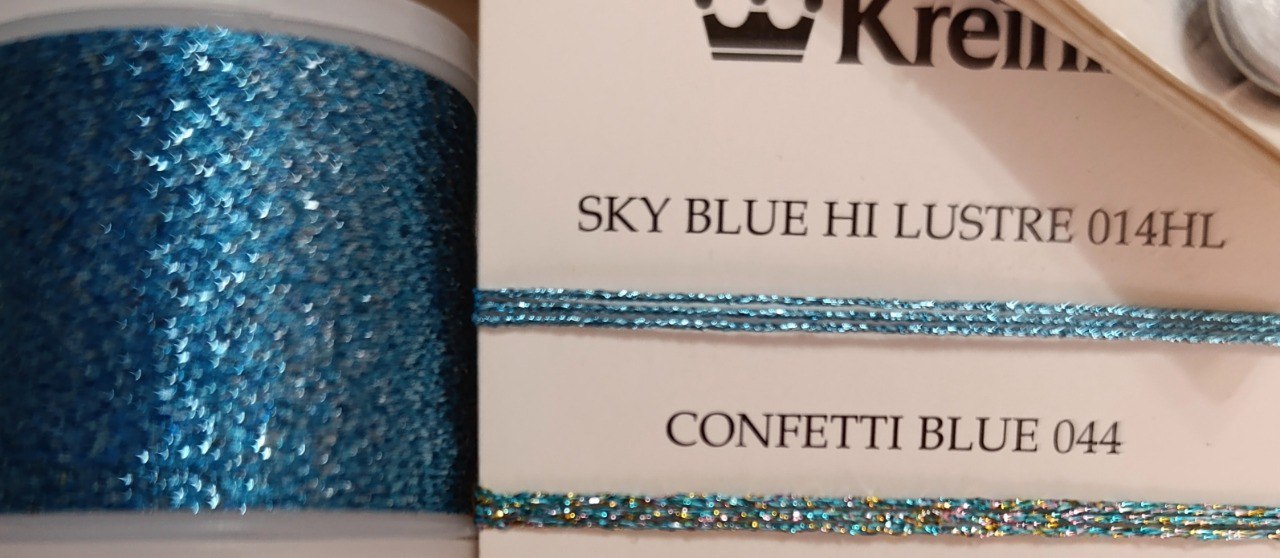 SKY BLUE HI LUSTRE 014HL
CONFETTI BLUE 044